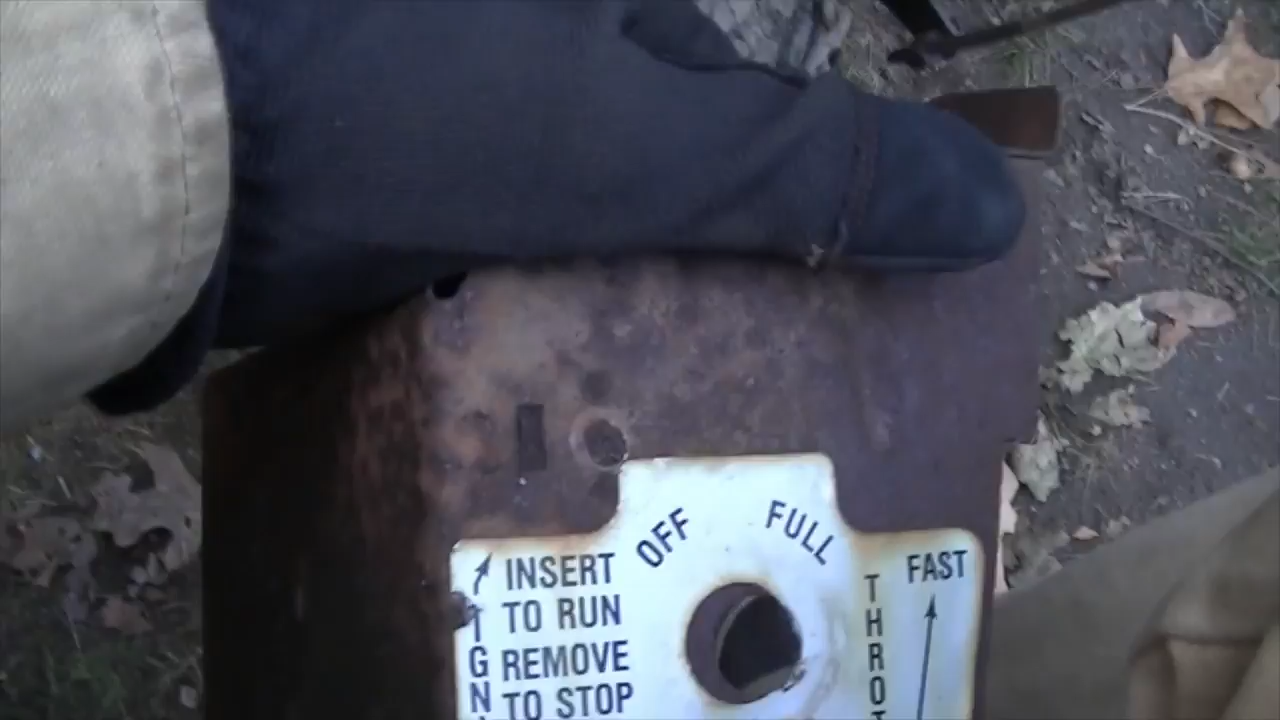 OFF FULL
INSERT
TO RUN
REMOVE
TO STOP
FAST